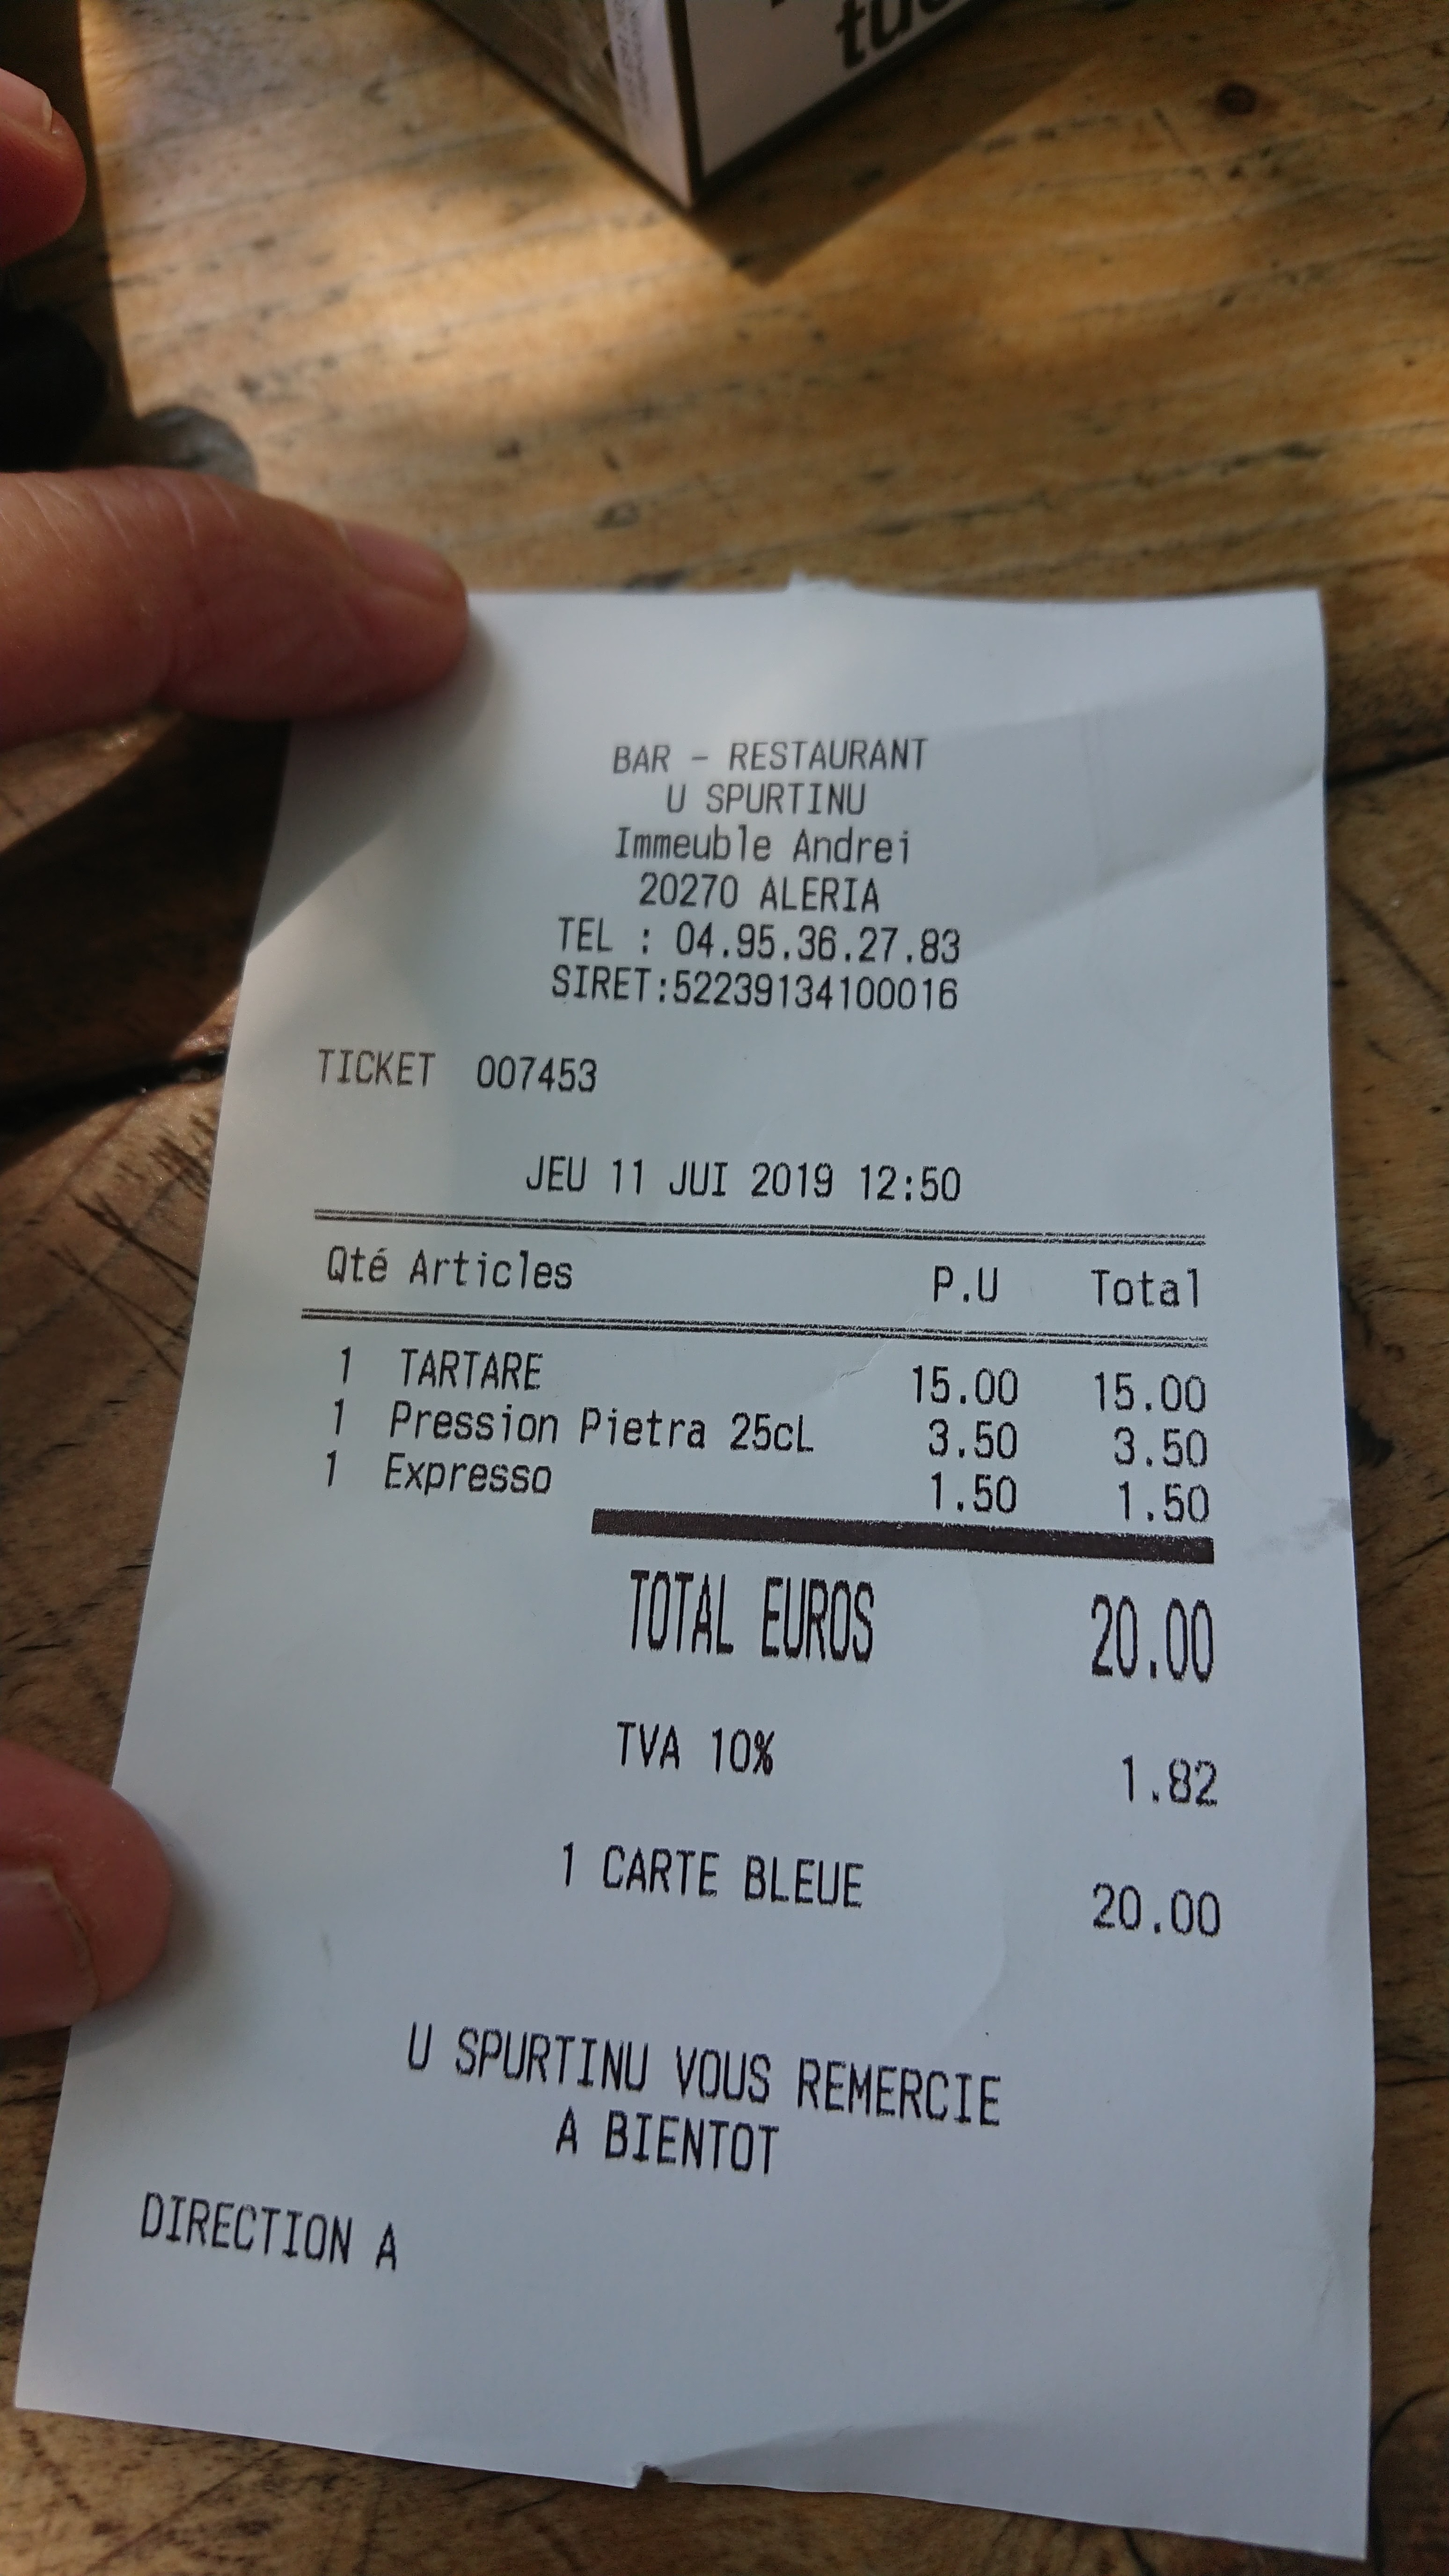 BAR - RESTAURANT
U SPURTINU
Immeuble Andrei
20270 ALERIA
TEL : 04.95.36.27.83
SIRET:52239134100016
TICKET 007453
JEU 11 JUI 2019 12:50
Qté Articles P.U Total
1 TARTARE 15.00 15.00
1 Pression Pietra 25cL 3.50 3.50
1 Expresso 1.50 1.50
TOTAL EUROS 20.00
TVA 10% 1.82
1 CARTE BLEUE 20.00
U SPURTINU VOUS REMERCIE
A BIENTOT
DIRECTION A